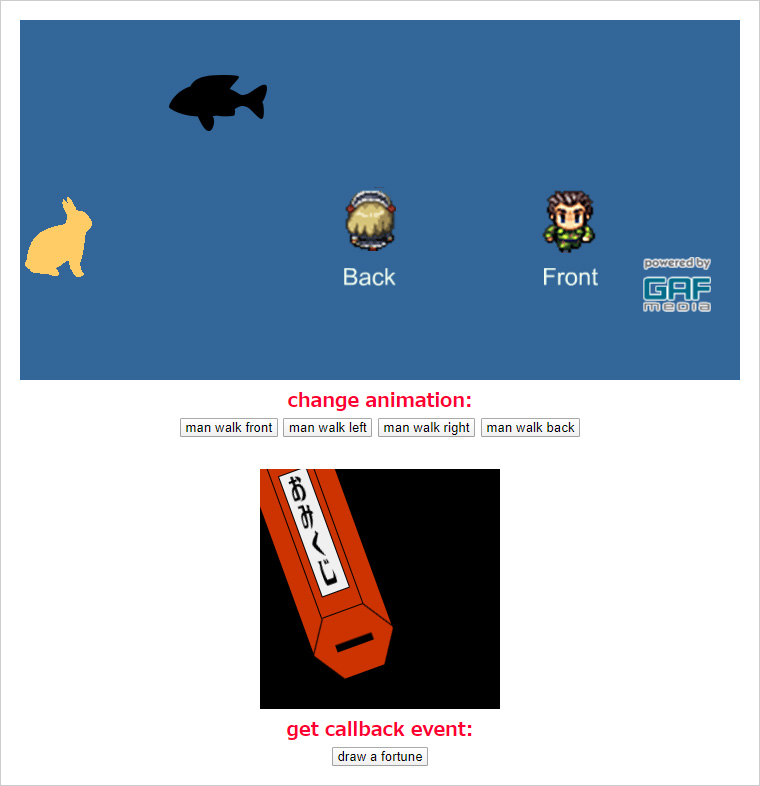 Back Front
powered by
GAF
media
change animation:
man walk front man walk left man walk right man walk back
おみくじ
get callback event:
draw a fortune